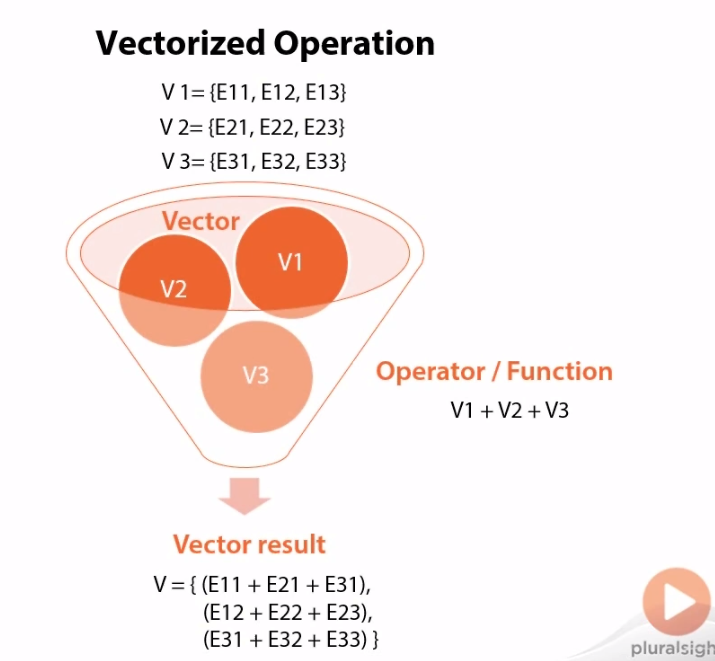 Vectorized Operation
V 1= {E11, E12, E13}
V 2= {E21, E22, E23}
V 3= {E31, E32, E33}
Vector
V1
V2
V3
Operator / Function
V1 + V2 + V3
Vector result
V = { (E11 + E21 + E31),
(E12 + E22 + E23),
(E31 + E32 + E33) }
pluralsigh